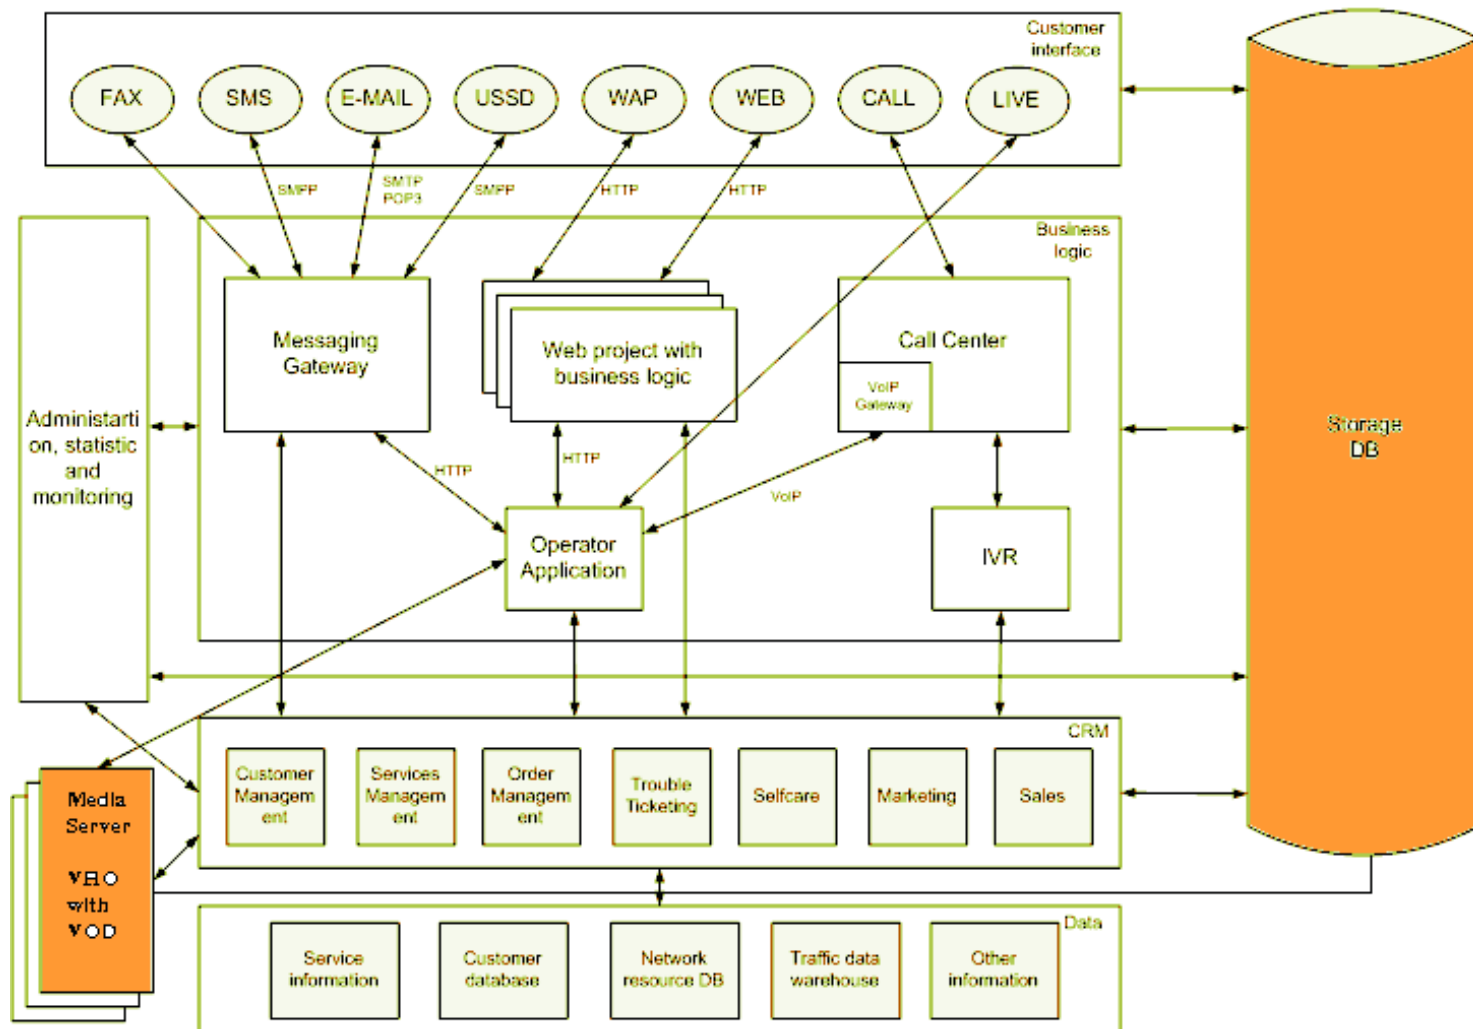 Customer
interface
FAX
SMS
E-MAIL
USSD
WAP
WEB
CALL
LIVE
SMPP
SMTP
POP3
SMPP
HTTP
HTTP
Business
logic
Messaging
Gateway
Web project with
business logic
Call Center
VoIP
Gateway
Administarti
on, statistic
and
monitoring
Storage
DB
HTTP
HTTP
VoIP
Operator
Application
IVR
CRM
Customer
Managem
ent
Services
Managem
ent
Order
Managem
ent
Trouble
Ticketing
Selfcare
Marketing
Sales
Media
Server
VHO
with
VOD
Data
Service
information
Customer
database
Network
resource DB
Traffic data
warehouse
Other
information